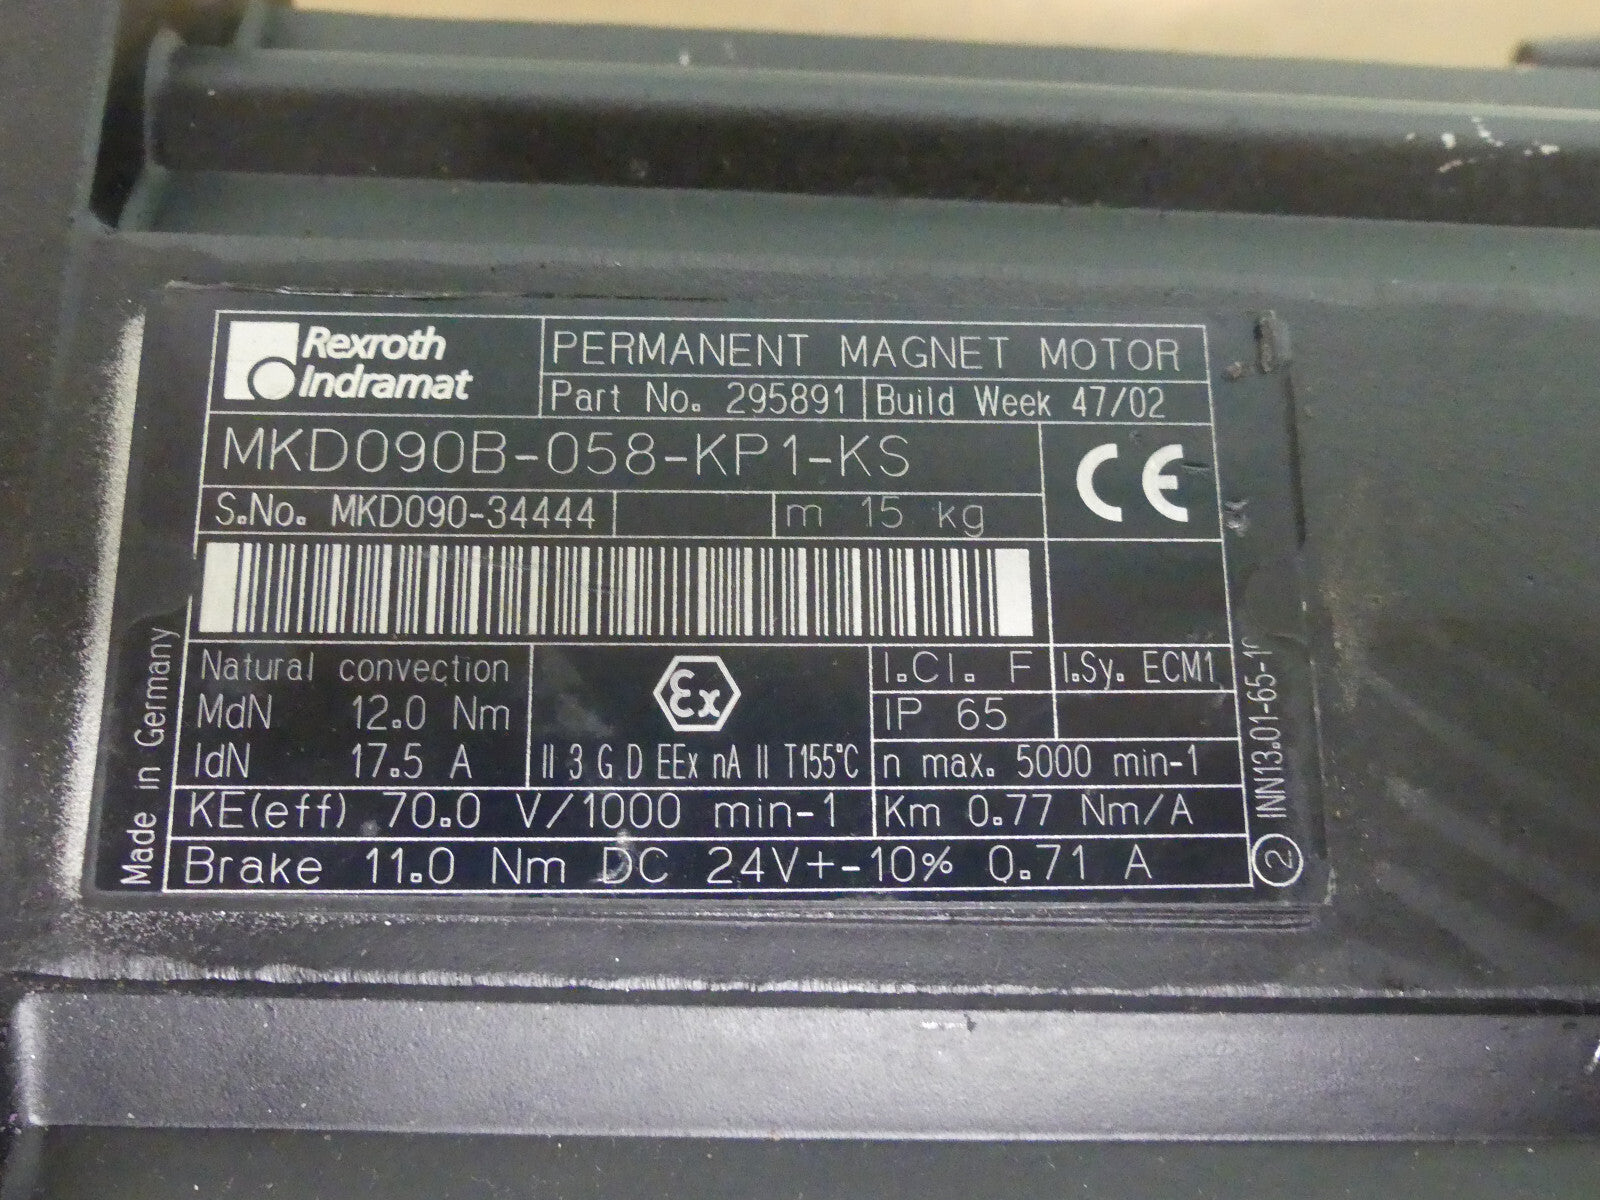 Rexroth
Indramat
PERMANENT MAGNET MOTOR
Part No. 295891
Build Week 47/02
MKD090B-058-KP1-KS
CE
S.No. MKD090-34444
m 15 kg
Natural convection
MdN 12.0 Nm
IdN 17.5 A
Ex
II 3 G D EEx nA II T155°C
I.Cl. F
I.Sy. ECM1
IP 65
n max. 5000 min-1
KE(eff) 70.0 V/1000 min-1
Km 0.77 Nm/A
Brake 11.0 Nm DC 24V+-10% 0.71 A
Made in Germany
2